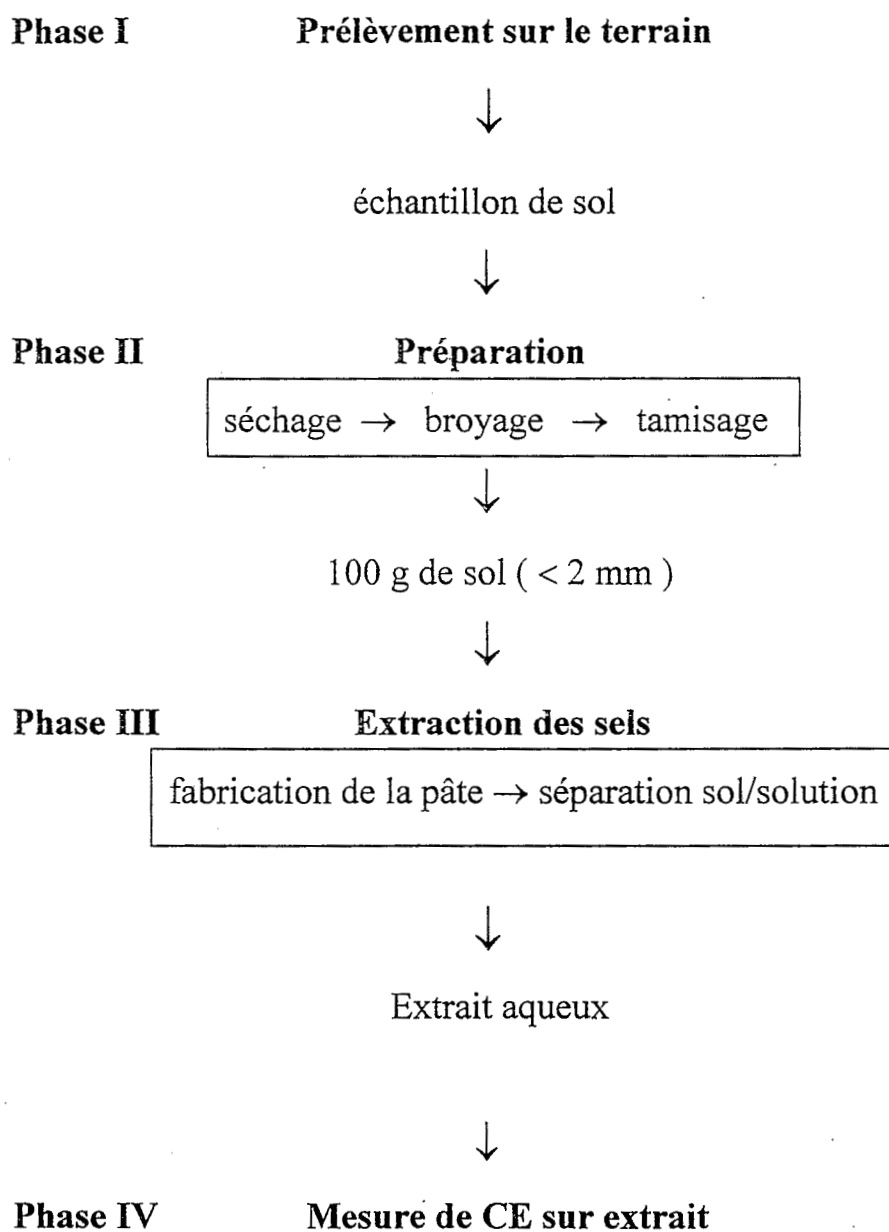 Phase I Prélèvement sur le terrain
↓
échantillon de sol
↓
Phase II Préparation
séchage → broyage → tamisage
↓
100 g de sol ( < 2 mm )
↓
Phase III Extraction des sels
fabrication de la pâte → séparation sol/solution
↓
Extrait aqueux
↓
Phase IV Mesure de CE sur extrait